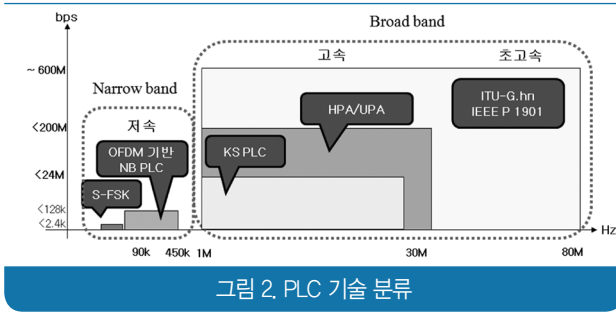 bps
Broad band
~ 600M
고속
초고속
Narrow band
저속
ITU-G.hn
IEEE P 1901
HPA/UPA
<200M
OFDM 기반
NB PLC
KS PLC
<24M
S-FSK
<128k
<2.4k
Hz
90k
450k
1M
30M
80M
그림 2. PLC 기술 분류